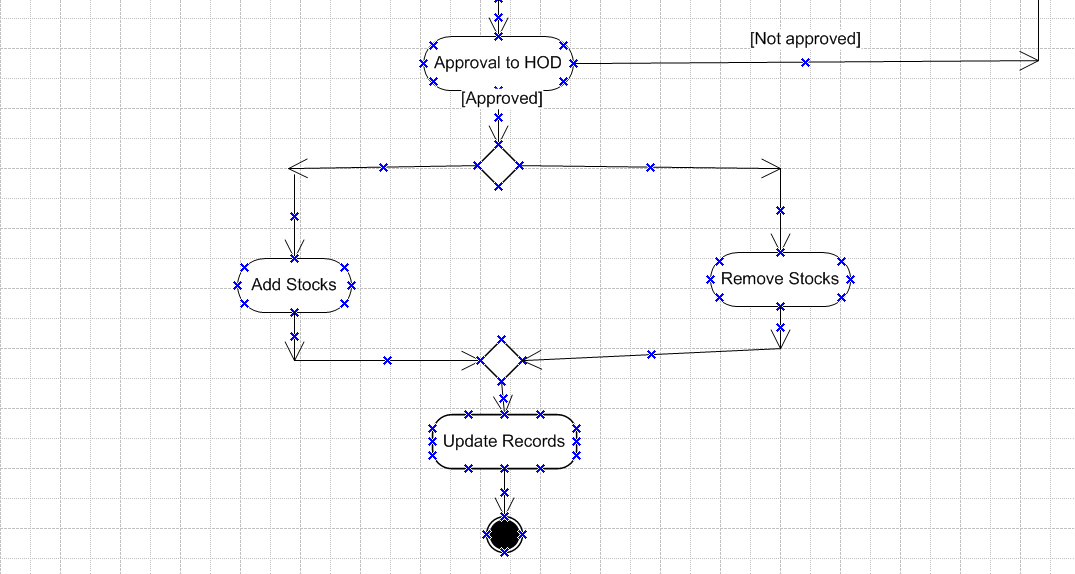 [Not approved]
Approval to HOD
[Approved]
Add Stocks
Remove Stocks
Update Records